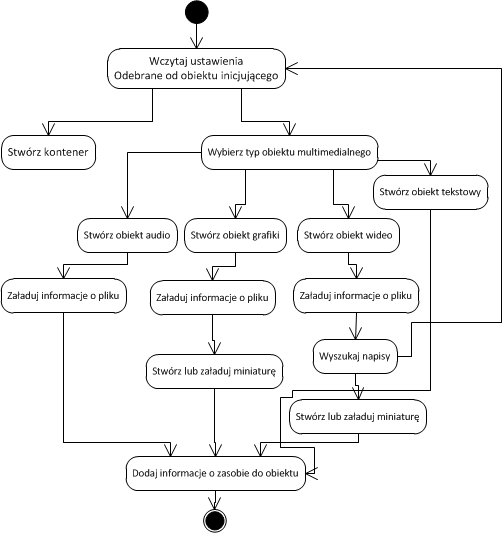 Wczytaj ustawienia
Odebrane od obiektu inicjującego
Stwórz kontener
Wybierz typ obiektu multimedialnego
Stwórz obiekt tekstowy
Stwórz obiekt audio
Stwórz obiekt grafiki
Stwórz obiekt wideo
Załaduj informacje o pliku
Załaduj informacje o pliku
Załaduj informacje o pliku
Wyszukaj napisy
Stwórz lub załaduj miniaturę
Stwórz lub załaduj miniaturę
Dodaj informacje o zasobie do obiektu